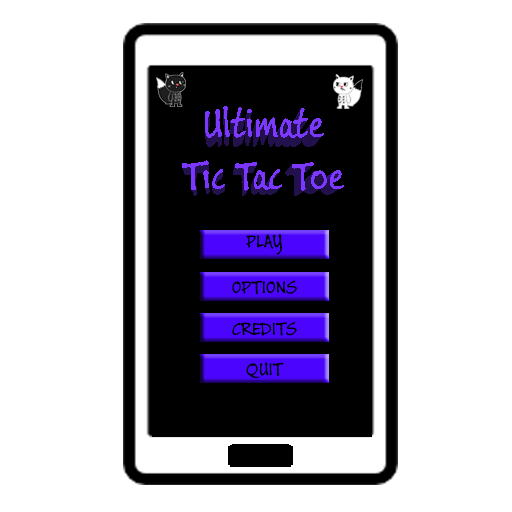 Ultimate
Tic Tac Toe
PLAY
OPTIONS
CREDITS
QUIT